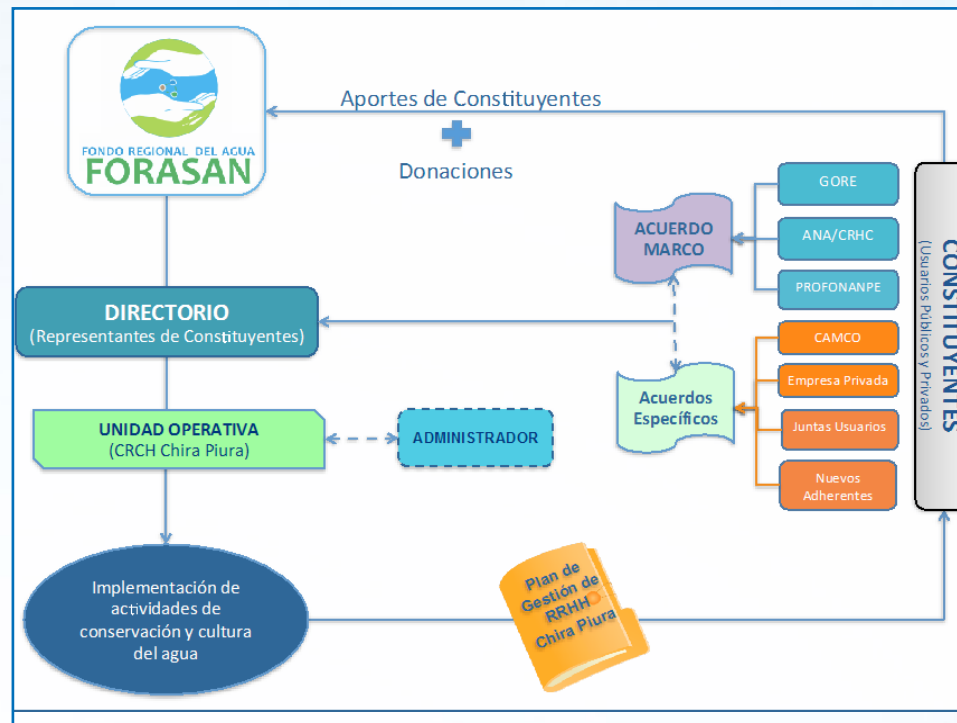 FONDO REGIONAL DEL AGUA
FORASAN
Aportes de Constituyentes
Donaciones
GORE
ACUERDO
MARCO
ANA/CRHC
PROFONANPE
CONSTITUYENTES
(Usuarios Públicos y Privados)
DIRECTORIO
(Representantes de Constituyentes)
CAMCO
Empresa Privada
Acuerdos
Específicos
Juntas Usuarios
Nuevos
Adherentes
UNIDAD OPERATIVA
(CRCH Chira Piura)
ADMINISTRADOR
Implementación de
actividades de
conservación y cultura
del agua
Plan de
Gestión de
RRHH
Chira Piura